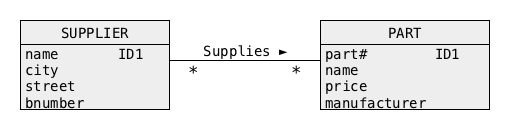 SUPPLIER
name ID1
city
street
bnumber
Supplies ►
* *
PART
part# ID1
name
price
manufacturer